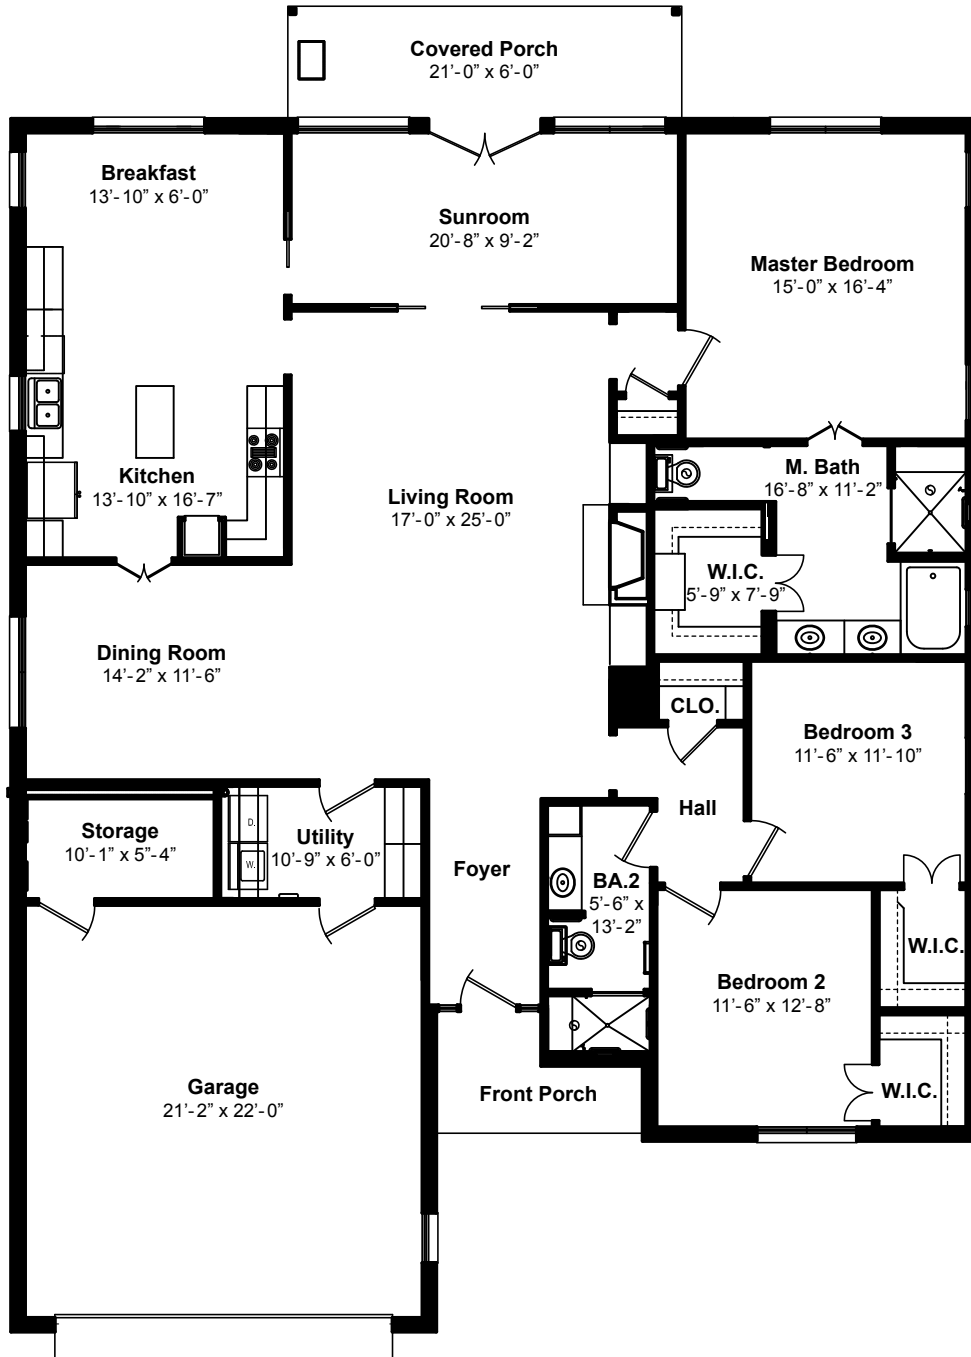 Covered Porch
21’-0” x 6’-0”
Breakfast
13’-10” x 6’-0”
Sunroom
20’-8” x 9’-2”
Master Bedroom
15’-0” x 16’-4”
Kitchen
13’-10” x 16’-7”
Living Room
17’-0” x 25’-0”
M. Bath
16’-8” x 11’-2”
W.I.C.
5’-9” x 7’-9”
Dining Room
14’-2” x 11’-6”
CLO.
Bedroom 3
11’-6” x 11’-10”
Hall
Storage
10’-1” x 5”-4”
D.
W.
Utility
10’-9” x 6’-0”
Foyer
BA.2
5’-6” x
13’-2”
W.I.C.
Bedroom 2
11’-6” x 12’-8”
Garage
21’-2” x 22’-0”
Front Porch
W.I.C.